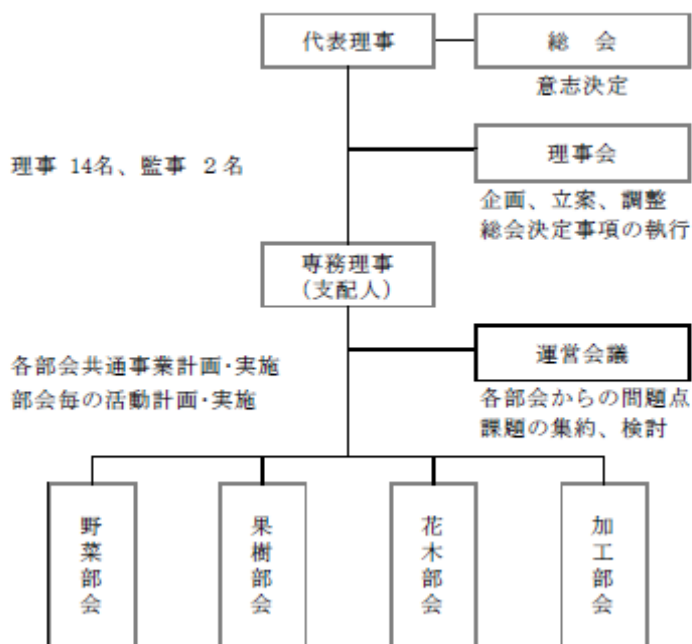 代表理事
総　会
意志決定
理事 14名、監事 2名
理事会
企画、立案、調整
総会決定事項の執行
専務理事
(支配人)
運営会議
各部会共通事業計画･実施
部会毎の活動計画･実施
各部会からの問題点
課題の集約、検討
野菜部会
果樹部会
花木部会
加工部会